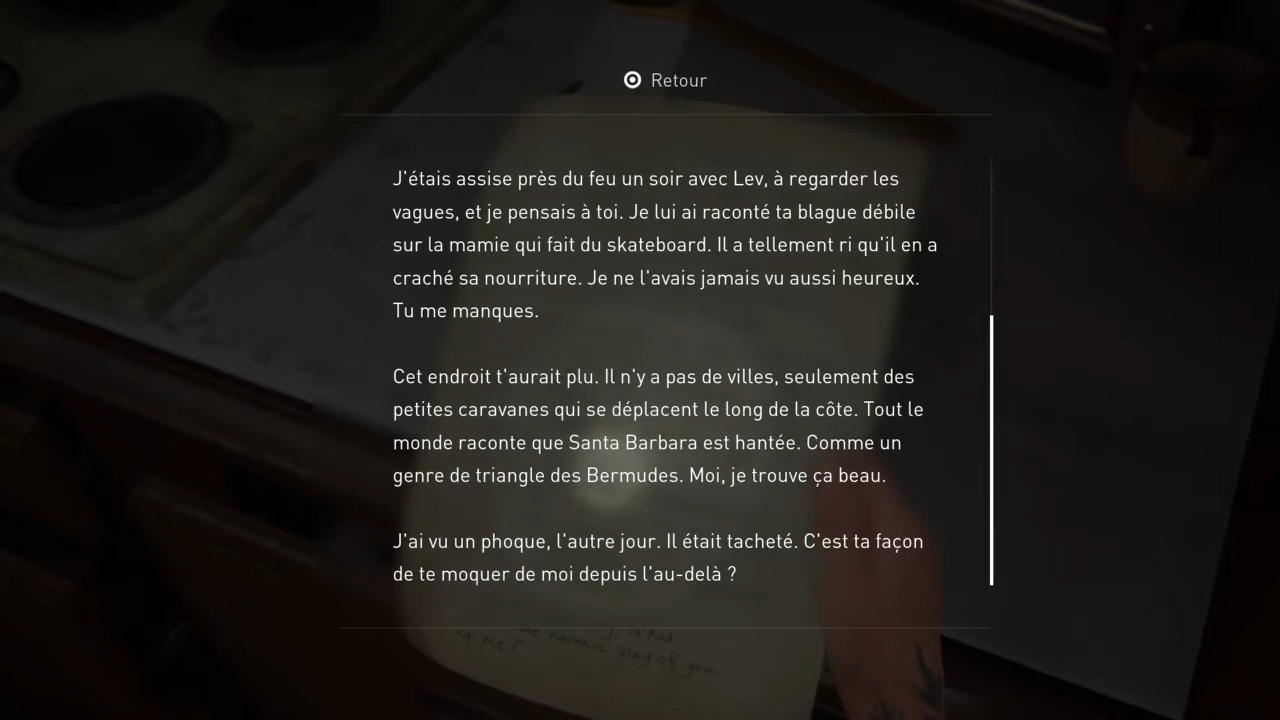 Retour
J'étais assise près du feu un soir avec Lev, à regarder les
vagues, et je pensais à toi. Je lui ai raconté ta blague débile
sur la mamie qui fait du skateboard. Il a tellement ri qu'il en a
craché sa nourriture. Je ne l'avais jamais vu aussi heureux.
Tu me manques.
Cet endroit t'aurait plu. Il n'y a pas de villes, seulement des
petites caravanes qui se déplacent le long de la côte. Tout le
monde raconte que Santa Barbara est hantée. Comme un
genre de triangle des Bermudes. Moi, je trouve ça beau.
J'ai vu un phoque, l'autre jour. Il était tacheté. C'est ta façon
de te moquer de moi depuis l'au-delà ?
karmic way of you
me?